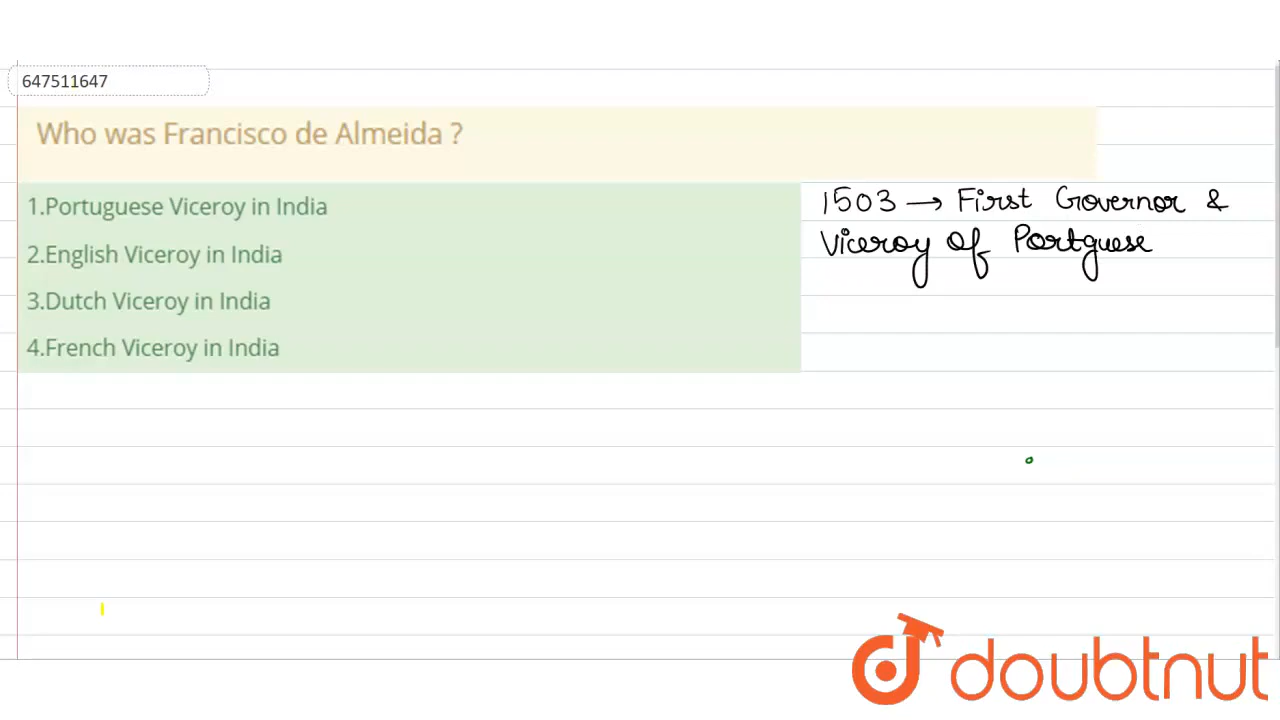 647511647
Who was Francisco de Almeida ?
1.Portuguese Viceroy in India
2.English Viceroy in India
3.Dutch Viceroy in India
4.French Viceroy in India
1503 → First Governor &
Viceroy of Portguese
doubtnut